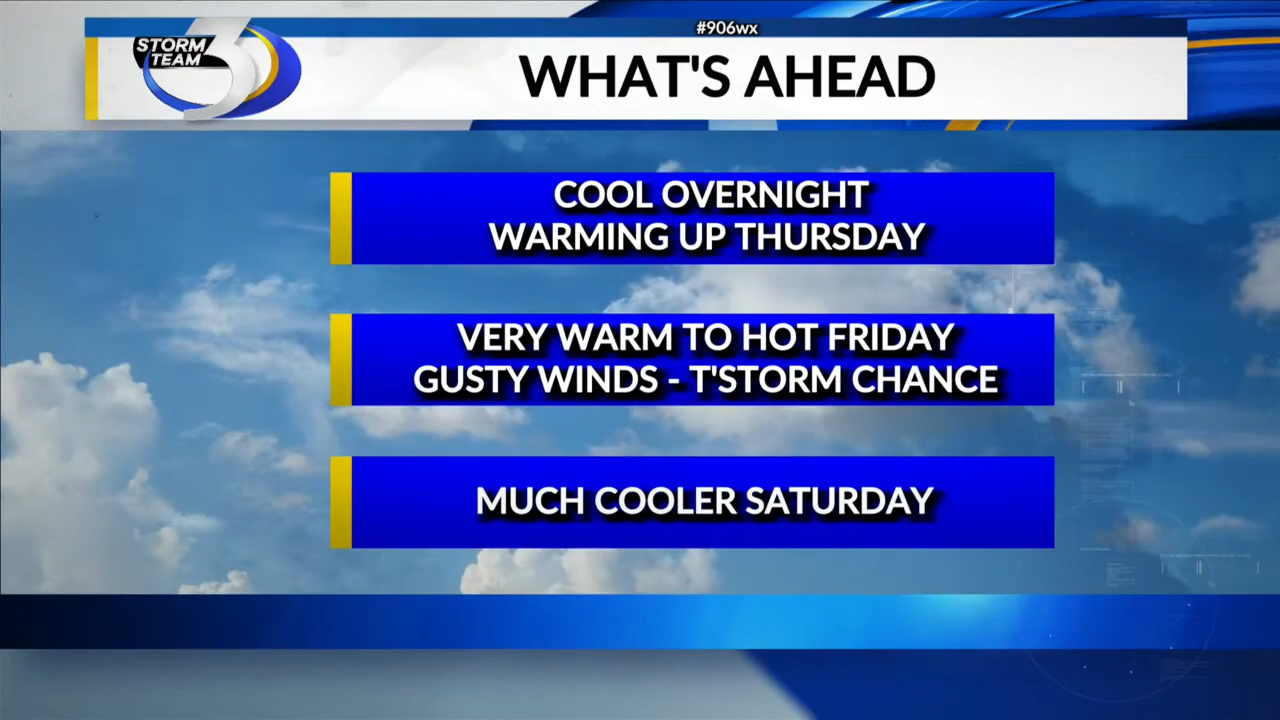 #906wx
STORM
TEAM
3
WHAT'S AHEAD
COOL OVERNIGHT
WARMING UP THURSDAY
VERY WARM TO HOT FRIDAY
GUSTY WINDS - T'STORM CHANCE
MUCH COOLER SATURDAY